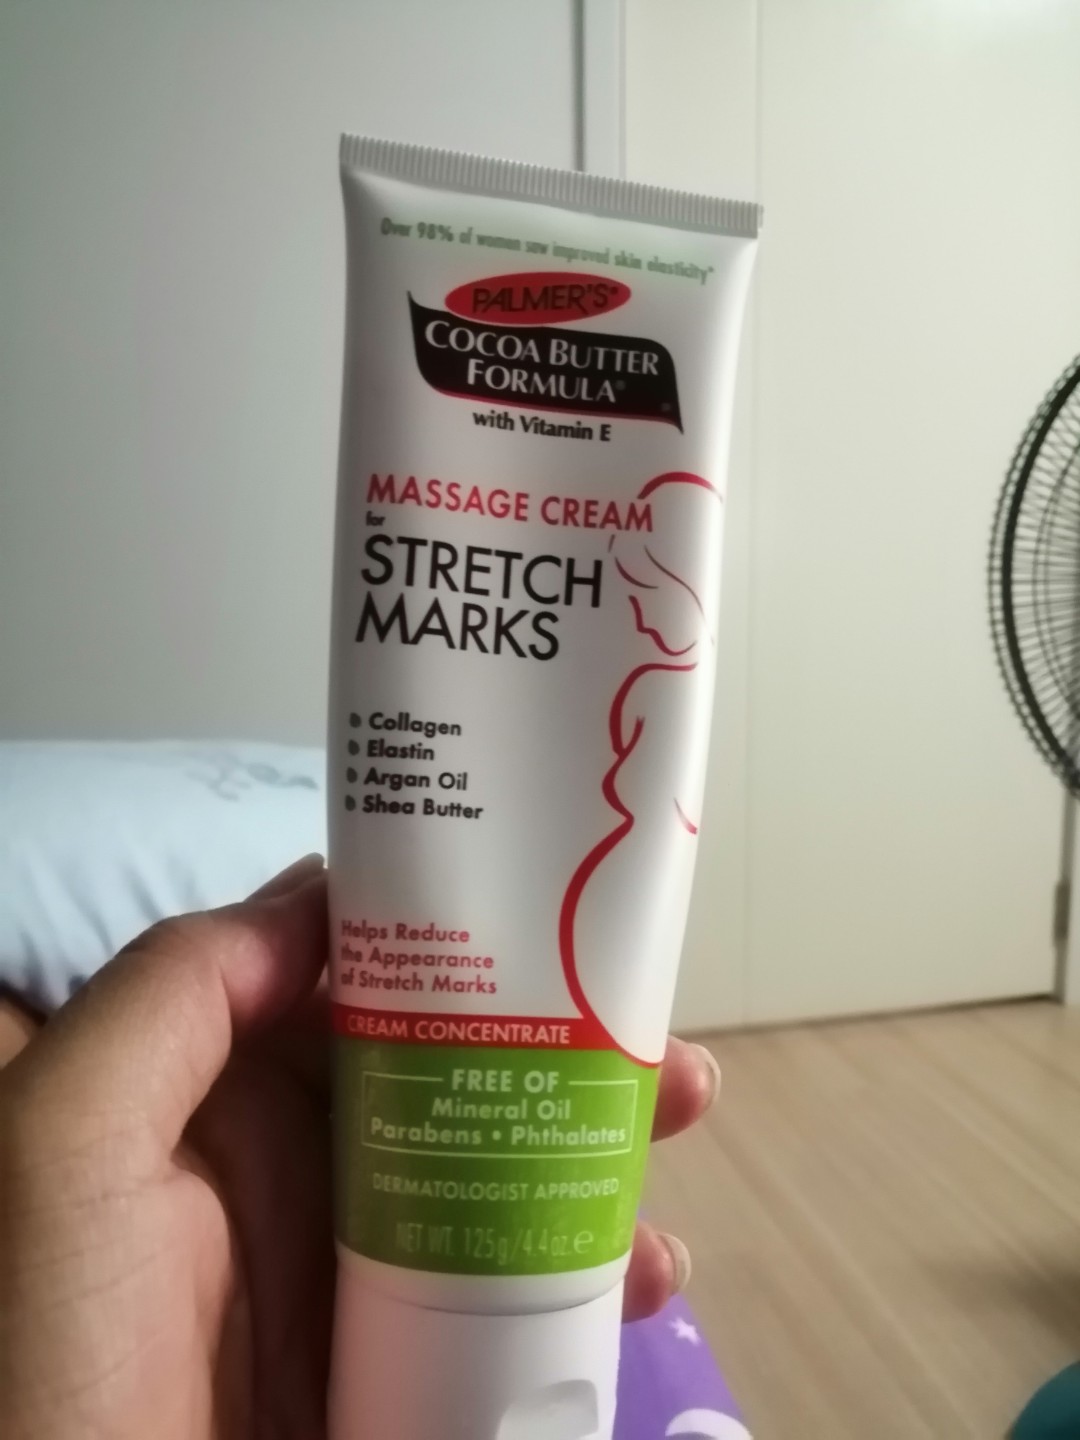 Over 98% of women saw improved skin elasticity*
PALMER'S®
COCOA BUTTER
FORMULA®
with Vitamin E
MASSAGE CREAM
for
STRETCH
MARKS
Collagen
Elastin
Argan Oil
Shea Butter
Helps Reduce
the Appearance
of Stretch Marks
CREAM CONCENTRATE
FREE OF
Mineral Oil
Parabens • Phthalates
DERMATOLOGIST APPROVED
NET WT. 125g/4.4oz.℮